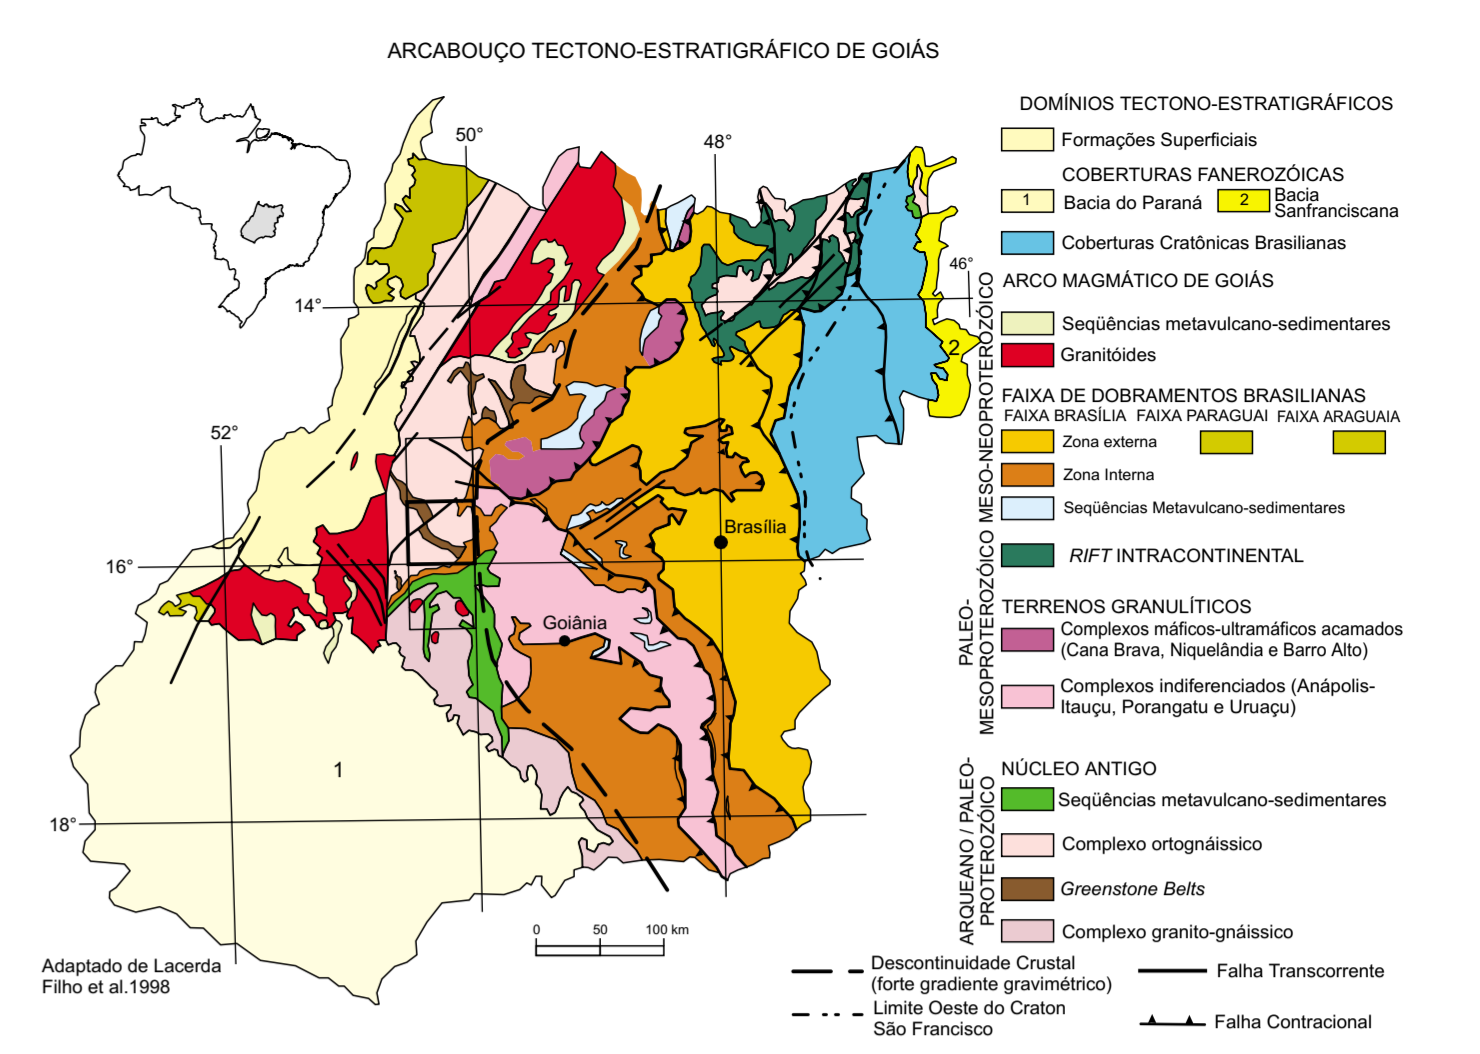 ARCABOUÇO TECTONO-ESTRATIGRÁFICO DE GOIÁS
50°
48°
46°
14°
52°
16°
18°
2
1
Brasília
Goiânia
0 50 100 km
Adaptado de Lacerda
Filho et al.1998
DOMÍNIOS TECTONO-ESTRATIGRÁFICOS
Formações Superficiais
COBERTURAS FANEROZÓICAS
1 Bacia do Paraná
2 Bacia
Sanfranciscana
Coberturas Cratônicas Brasilianas
MESO-NEOPROTEROZÓICO
ARCO MAGMÁTICO DE GOIÁS
Seqüências metavulcano-sedimentares
Granitóides
FAIXA DE DOBRAMENTOS BRASILIANAS
FAIXA BRASÍLIA FAIXA PARAGUAI FAIXA ARAGUAIA
Zona externa
Zona Interna
Seqüências Metavulcano-sedimentares
PALEO-
MESOPROTEROZÓICO
RIFT INTRACONTINENTAL
TERRENOS GRANULÍTICOS
Complexos máficos-ultramáficos acamados
(Cana Brava, Niquelândia e Barro Alto)
Complexos indiferenciados (Anápolis-
Itauçu, Porangatu e Uruaçu)
ARQUEANO / PALEO-
PROTEROZÓICO
NÚCLEO ANTIGO
Seqüências metavulcano-sedimentares
Complexo ortognáissico
Greenstone Belts
Complexo granito-gnáissico
Descontinuidade Crustal
(forte gradiente gravimétrico)
Limite Oeste do Craton
São Francisco
Falha Transcorrente
Falha Contracional